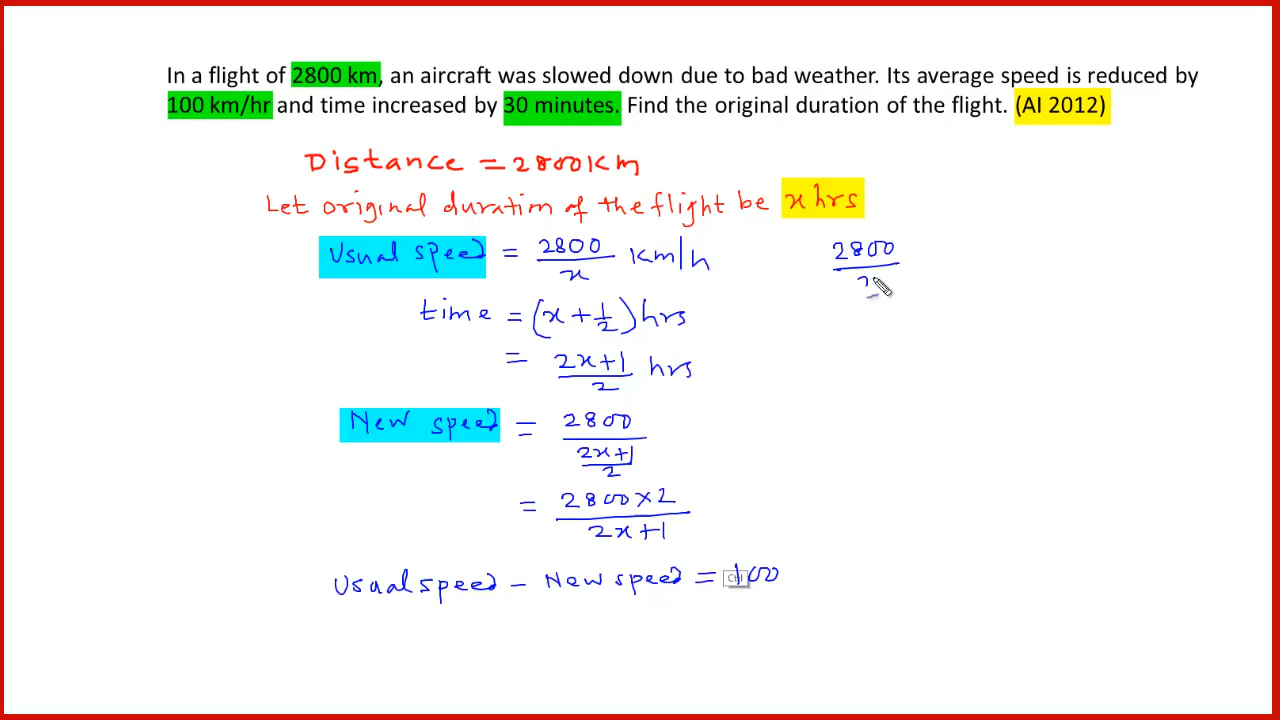 In a flight of 2800 km, an aircraft was slowed down due to bad weather. Its average speed is reduced by
100 km/hr and time increased by 30 minutes. Find the original duration of the flight. (AI 2012)
Distance = 2800Km
Let original duration of the flight be x hrs
Usual speed = 2800/x Km/h
time = (x + 1/2) hrs
= 2x+1/2 hrs
New speed = 2800/(2x+1/2)
= 2800×2/2x+1
Usual speed – New speed = 100
2800